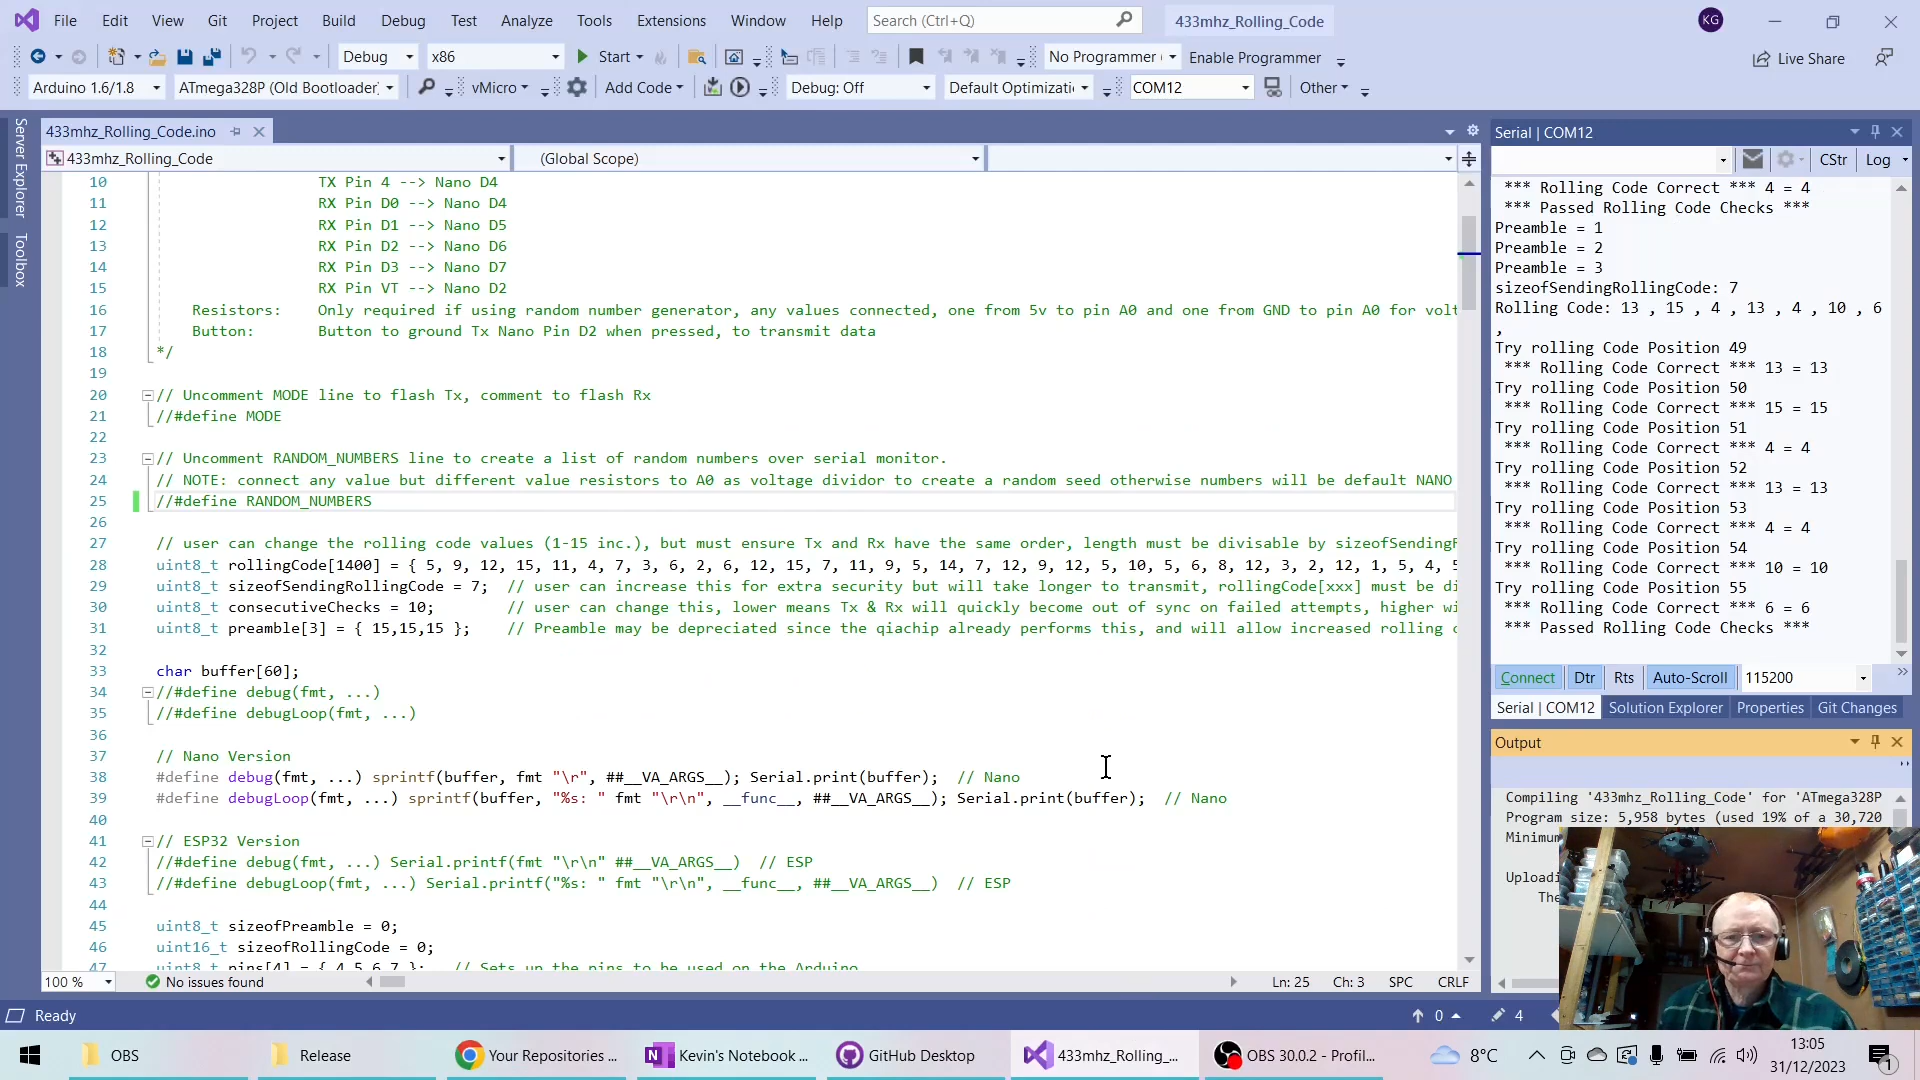 File Edit View Git Project Build Debug Test Analyze Tools Extensions Window Help Search (Ctrl+Q) 433mhz_Rolling_Code KG
Debug x86 Start No Programmer Enable Programmer Live Share
Arduino 1.6/1.8 ATmega328P (Old Bootloader) vMicro Add Code Debug: Off Default Optimizati COM12 Other
Server Explorer
Toolbox
433mhz_Rolling_Code.ino
433mhz_Rolling_Code (Global Scope)
10 TX Pin 4 --> Nano D4
11 RX Pin D0 --> Nano D4
12 RX Pin D1 --> Nano D5
13 RX Pin D2 --> Nano D6
14 RX Pin D3 --> Nano D7
15 RX Pin VT --> Nano D2
16 Resistors: Only required if using random number generator, any values connected, one from 5v to pin A0 and one from GND to pin A0 for volt
17 Button: Button to ground Tx Nano Pin D2 when pressed, to transmit data
18 */
19
20 // Uncomment MODE line to flash Tx, comment to flash Rx
21 //#define MODE
22
23 // Uncomment RANDOM_NUMBERS line to create a list of random numbers over serial monitor.
24 // NOTE: connect any value but different value resistors to A0 as voltage dividor to create a random seed otherwise numbers will be default NANO
25 //#define RANDOM_NUMBERS
26
27 // user can change the rolling code values (1-15 inc.), but must ensure Tx and Rx have the same order, length must be divisable by sizeofSendingR
28 uint8_t rollingCode[1400] = { 5, 9, 12, 15, 11, 4, 7, 3, 6, 2, 6, 12, 15, 7, 11, 9, 5, 14, 7, 12, 9, 12, 5, 10, 5, 6, 8, 12, 3, 2, 12, 1, 5, 4, 5
29 uint8_t sizeofSendingRollingCode = 7; // user can increase this for extra security but will take longer to transmit, rollingCode[xxx] must be di
30 uint8_t consecutiveChecks = 10; // user can change this, lower means Tx & Rx will quickly become out of sync on failed attempts, higher wi
31 uint8_t preamble[3] = { 15,15,15 }; // Preamble may be depreciated since the qiachip already performs this, and will allow increased rolling c
32
33 char buffer[60];
34 //#define debug(fmt, ...)
35 //#define debugLoop(fmt, ...)
36
37 // Nano Version
38 #define debug(fmt, ...) sprintf(buffer, fmt "\r", ##__VA_ARGS__); Serial.print(buffer); // Nano
39 #define debugLoop(fmt, ...) sprintf(buffer, "%s: " fmt "\r\n", __func__, ##__VA_ARGS__); Serial.print(buffer); // Nano
40
41 // ESP32 Version
42 //#define debug(fmt, ...) Serial.printf(fmt "\r\n" ##__VA_ARGS__) // ESP
43 //#define debugLoop(fmt, ...) Serial.printf("%s: " fmt "\r\n", __func__, ##__VA_ARGS__) // ESP
44
45 uint8_t sizeofPreamble = 0;
46 uint16_t sizeofRollingCode = 0;
47 uint8_t pins[4] = { 4,5,6,7 }; // Sets up the pins to be used on the Arduino
100 % No issues found Ln: 25 Ch: 3 SPC CRLF
Serial | COM12
CStr Log
*** Rolling Code Correct *** 4 = 4
*** Passed Rolling Code Checks ***
Preamble = 1
Preamble = 2
Preamble = 3
sizeofSendingRollingCode: 7
Rolling Code: 13 , 15 , 4 , 13 , 4 , 10 , 6
,
Try rolling Code Position 49
*** Rolling Code Correct *** 13 = 13
Try rolling Code Position 50
*** Rolling Code Correct *** 15 = 15
Try rolling Code Position 51
*** Rolling Code Correct *** 4 = 4
Try rolling Code Position 52
*** Rolling Code Correct *** 13 = 13
Try rolling Code Position 53
*** Rolling Code Correct *** 4 = 4
Try rolling Code Position 54
*** Rolling Code Correct *** 10 = 10
Try rolling Code Position 55
*** Rolling Code Correct *** 6 = 6
*** Passed Rolling Code Checks ***
Connect Dtr Rts Auto-Scroll 115200
Serial | COM12 Solution Explorer Properties Git Changes
Output
Compiling '433mhz_Rolling_Code' for 'ATmega328P
Program size: 5,958 bytes (used 19% of a 30,720
Minimum
Uploadi
The
Ready 0 4
OBS Release Your Repositories ... Kevin's Notebook ... GitHub Desktop 433mhz_Rolling_... OBS 30.0.2 - Profil... 8°C 13:05
31/12/2023 1